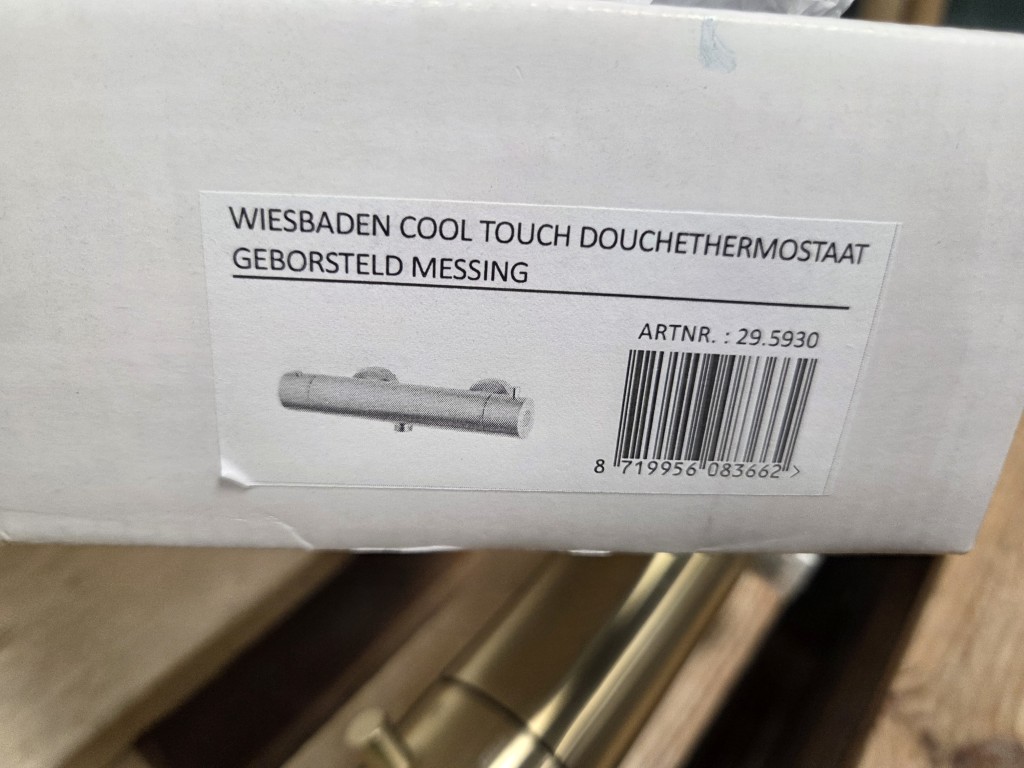 WIESBADEN COOL TOUCH DOUCHETHERMOSTAAT
GEBORSTELD MESSING
ARTNR. : 29.5930
8 719956 083662 >